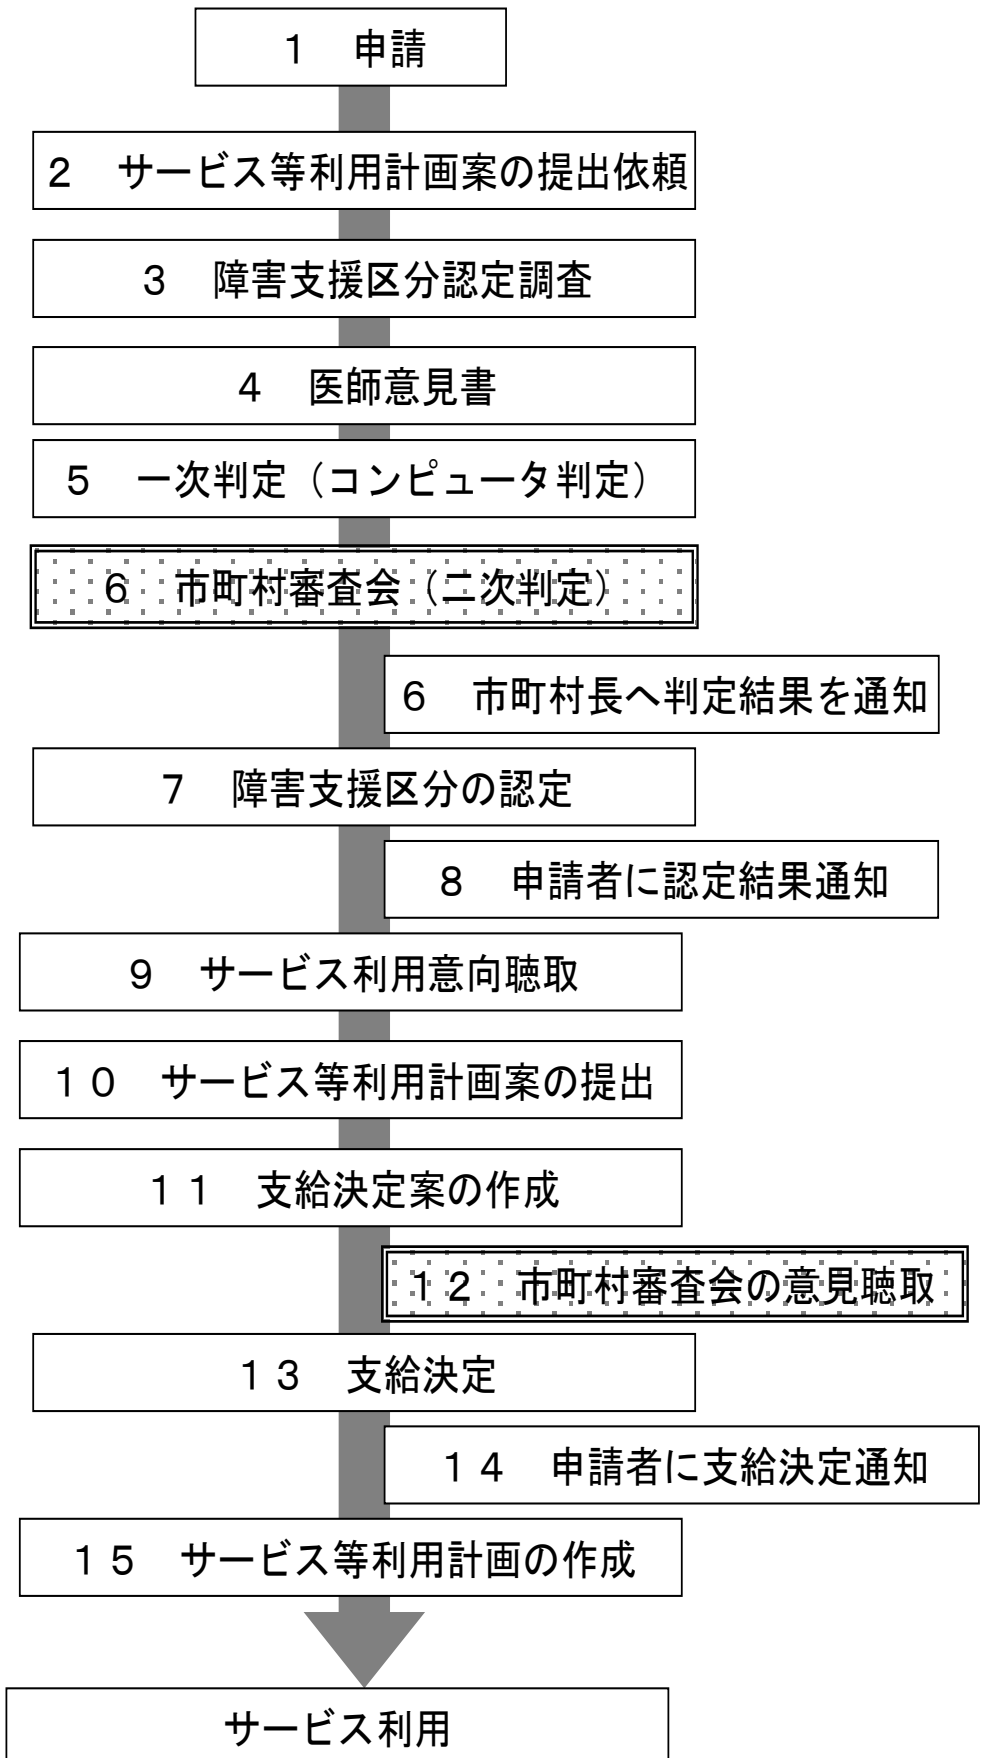 １　申請
２　サービス等利用計画案の提出依頼
３　障害支援区分認定調査
４　医師意見書
５　一次判定（コンピュータ判定）
６　市町村審査会（二次判定）
６　市町村長へ判定結果を通知
７　障害支援区分の認定
８　申請者に認定結果通知
９　サービス利用意向聴取
１０　サービス等利用計画案の提出
１１　支給決定案の作成
１２　市町村審査会の意見聴取
１３　支給決定
１４　申請者に支給決定通知
１５　サービス等利用計画の作成
サービス利用